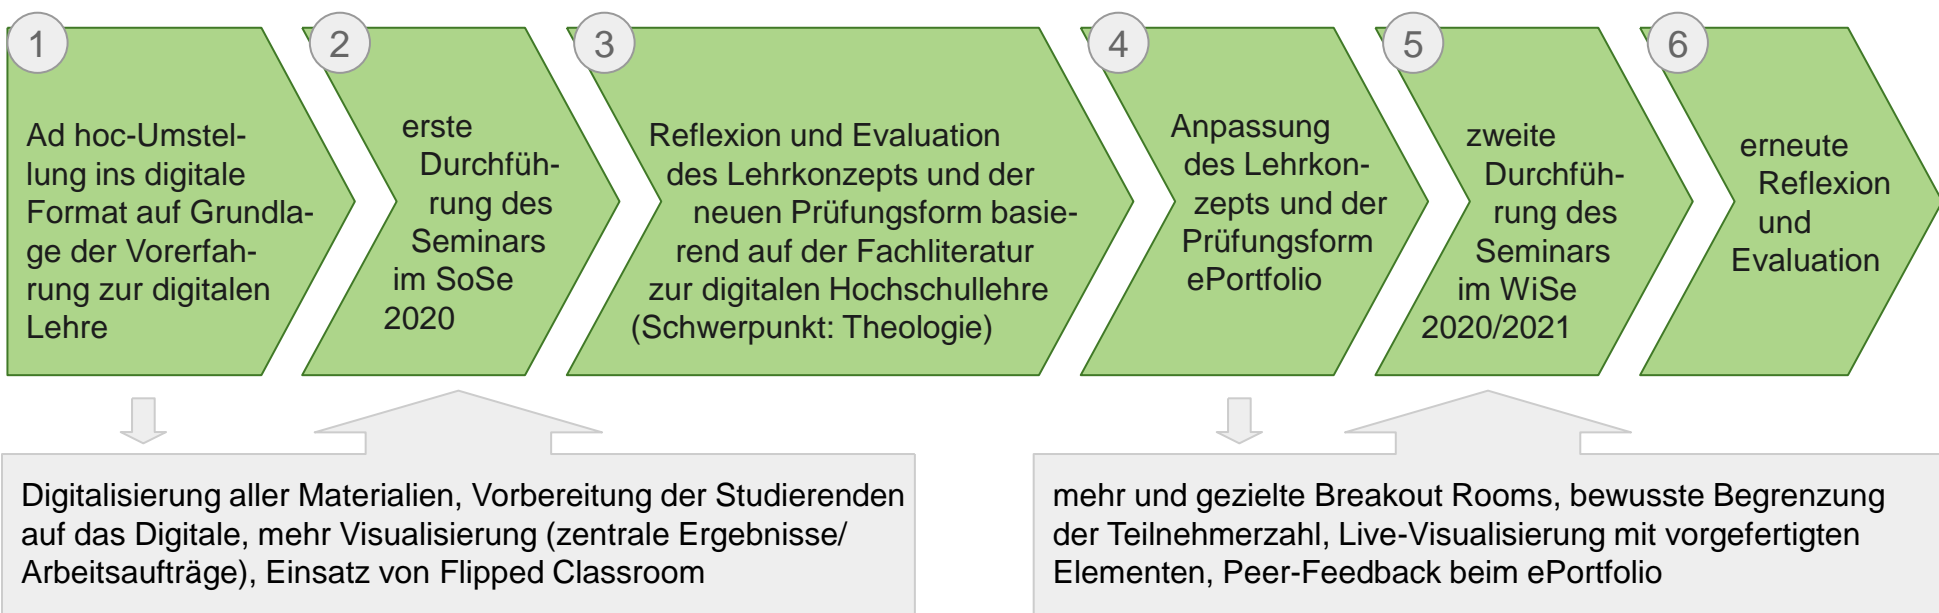 1
Ad hoc-Umstel-
lung ins digitale
Format auf Grundla-
ge der Vorerfah-
rung zur digitalen
Lehre
2
erste
Durchfüh-
rung des
Seminars
im SoSe
2020
3
Reflexion und Evaluation
des Lehrkonzepts und der
neuen Prüfungsform basie-
rend auf der Fachliteratur
zur digitalen Hochschullehre
(Schwerpunkt: Theologie)
4
Anpassung
des Lehrkon-
zepts und der
Prüfungsform
ePortfolio
5
zweite
Durchfüh-
rung des
Seminars
im WiSe
2020/2021
6
erneute
Reflexion
und
Evaluation
Digitalisierung aller Materialien, Vorbereitung der Studierenden
auf das Digitale, mehr Visualisierung (zentrale Ergebnisse/
Arbeitsaufträge), Einsatz von Flipped Classroom
mehr und gezielte Breakout Rooms, bewusste Begrenzung
der Teilnehmerzahl, Live-Visualisierung mit vorgefertigten
Elementen, Peer-Feedback beim ePortfolio